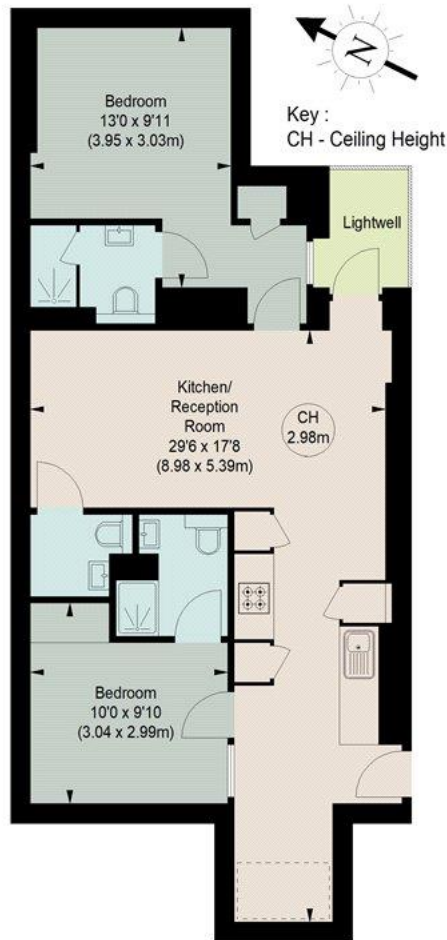 N
Key :
CH - Ceiling Height
Bedroom
13'0 x 9'11
(3.95 x 3.03m)
Lightwell
Kitchen/
Reception
Room
29'6 x 17'8
(8.98 x 5.39m)
CH
2.98m
Bedroom
10'0 x 9'10
(3.04 x 2.99m)